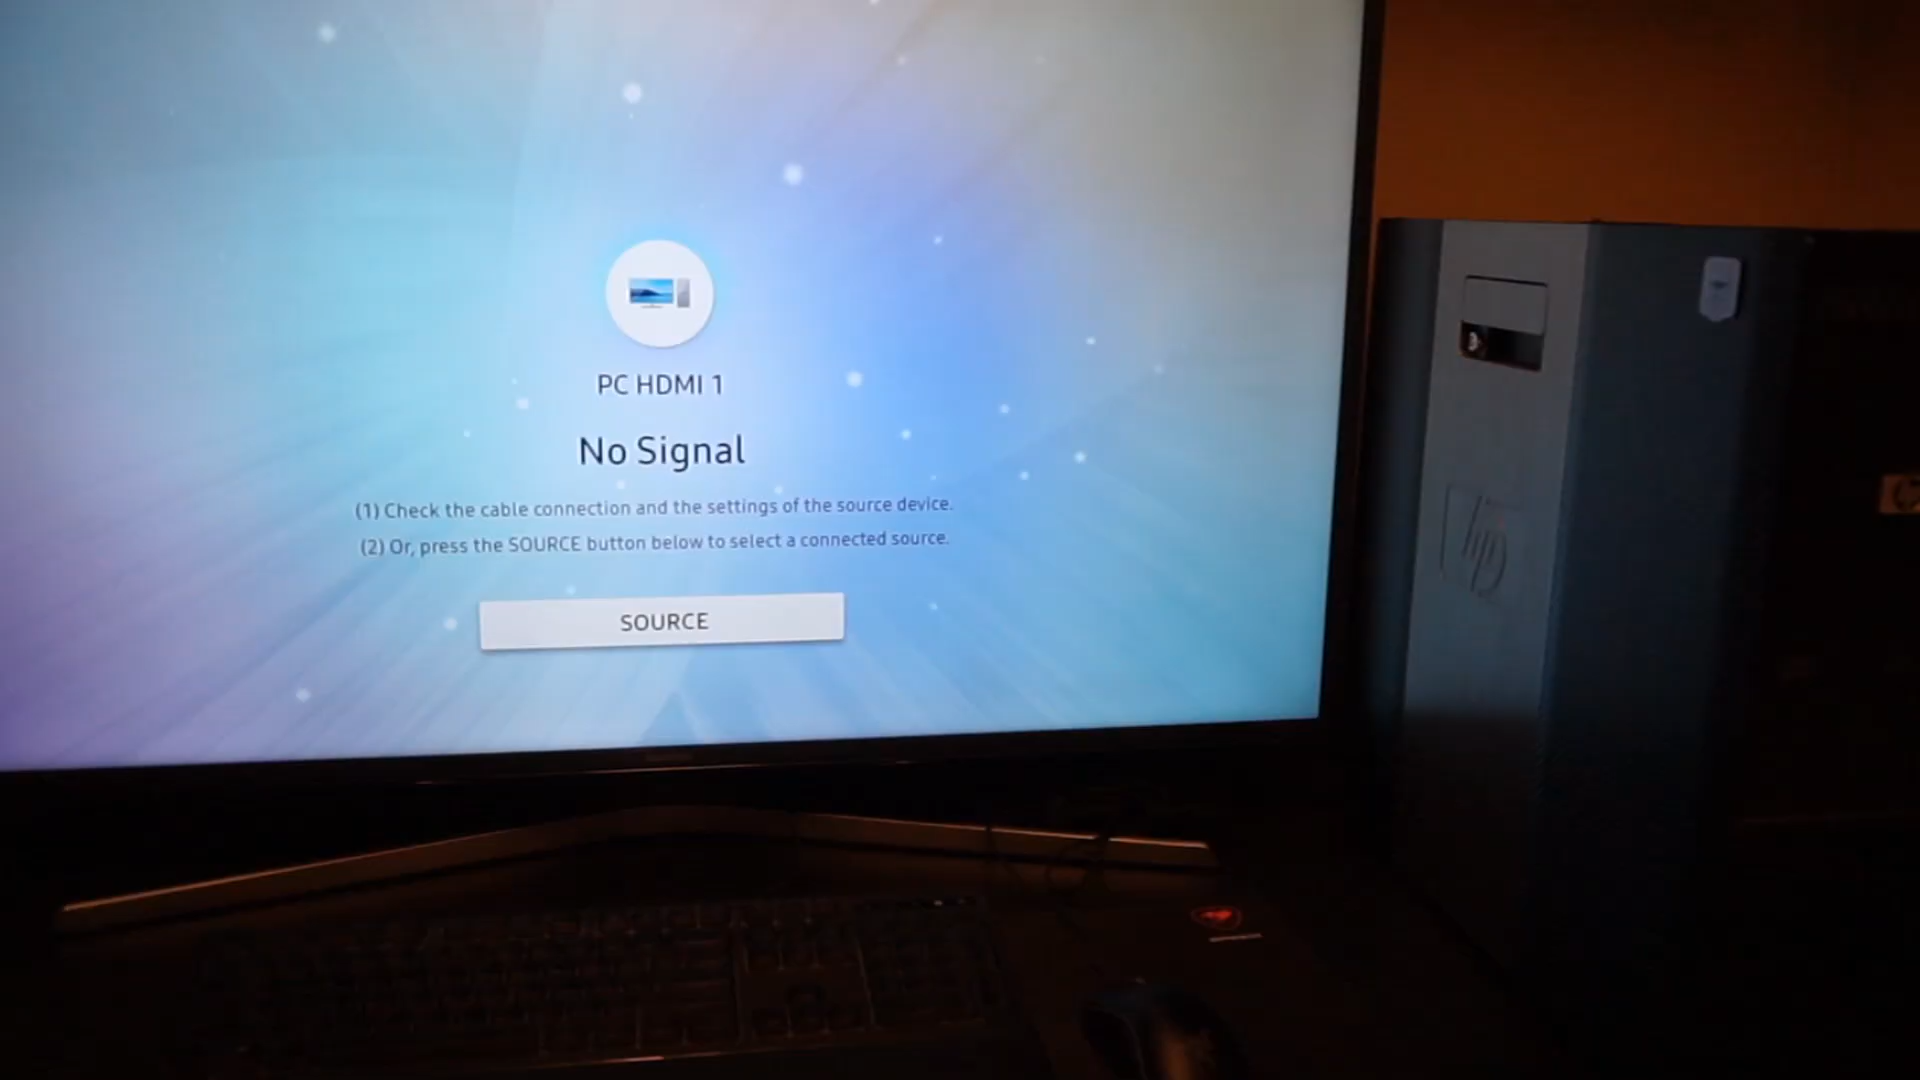 PC HDMI 1
No Signal
(1) Check the cable connection and the settings of the source device.
(2) Or, press the SOURCE button below to select a connected source.
SOURCE
hp